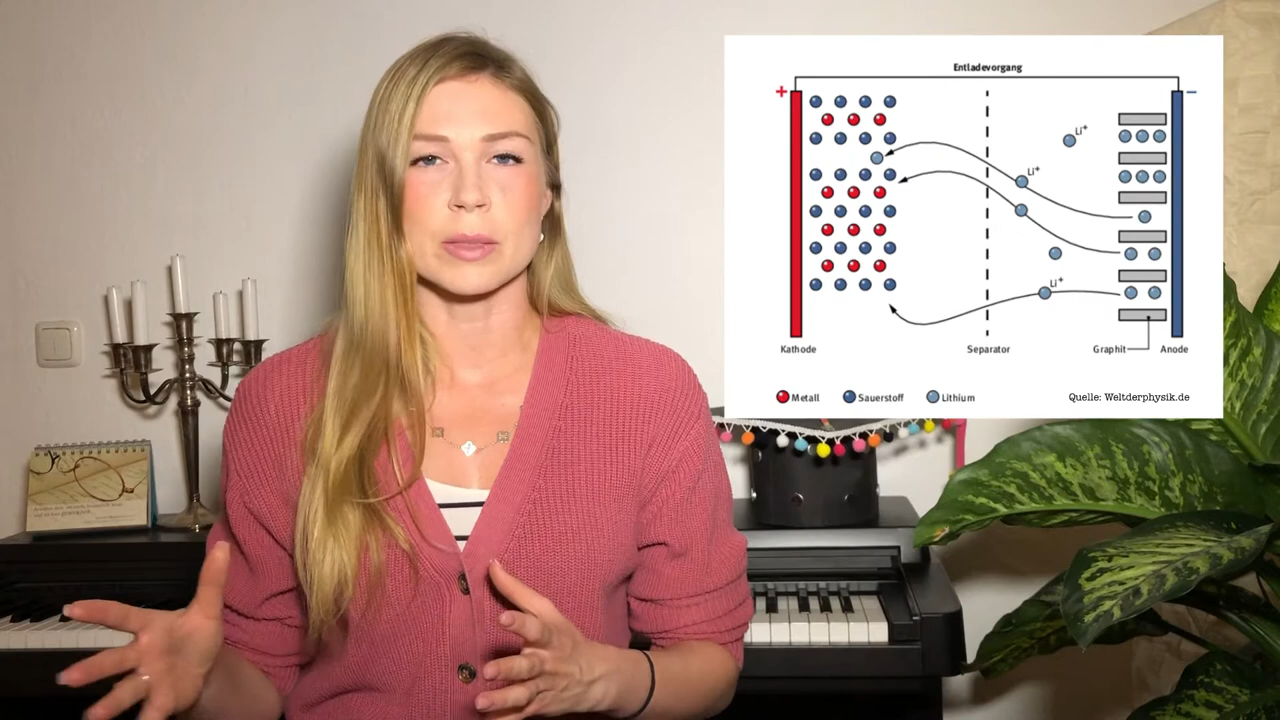 Entladevorgang
+
−
Li⁺
Li⁺
Li⁺
Kathode
Separator
Graphit
Anode
Metall
Sauerstoff
Lithium
Quelle: Weltderphysik.de